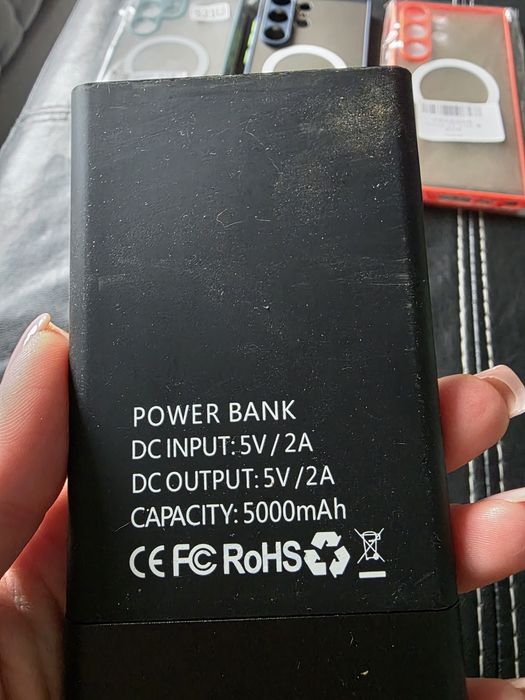 POWER BANK
DC INPUT: 5V / 2A
DC OUTPUT: 5V / 2A
CAPACITY: 5000mAh
CE FC RoHS